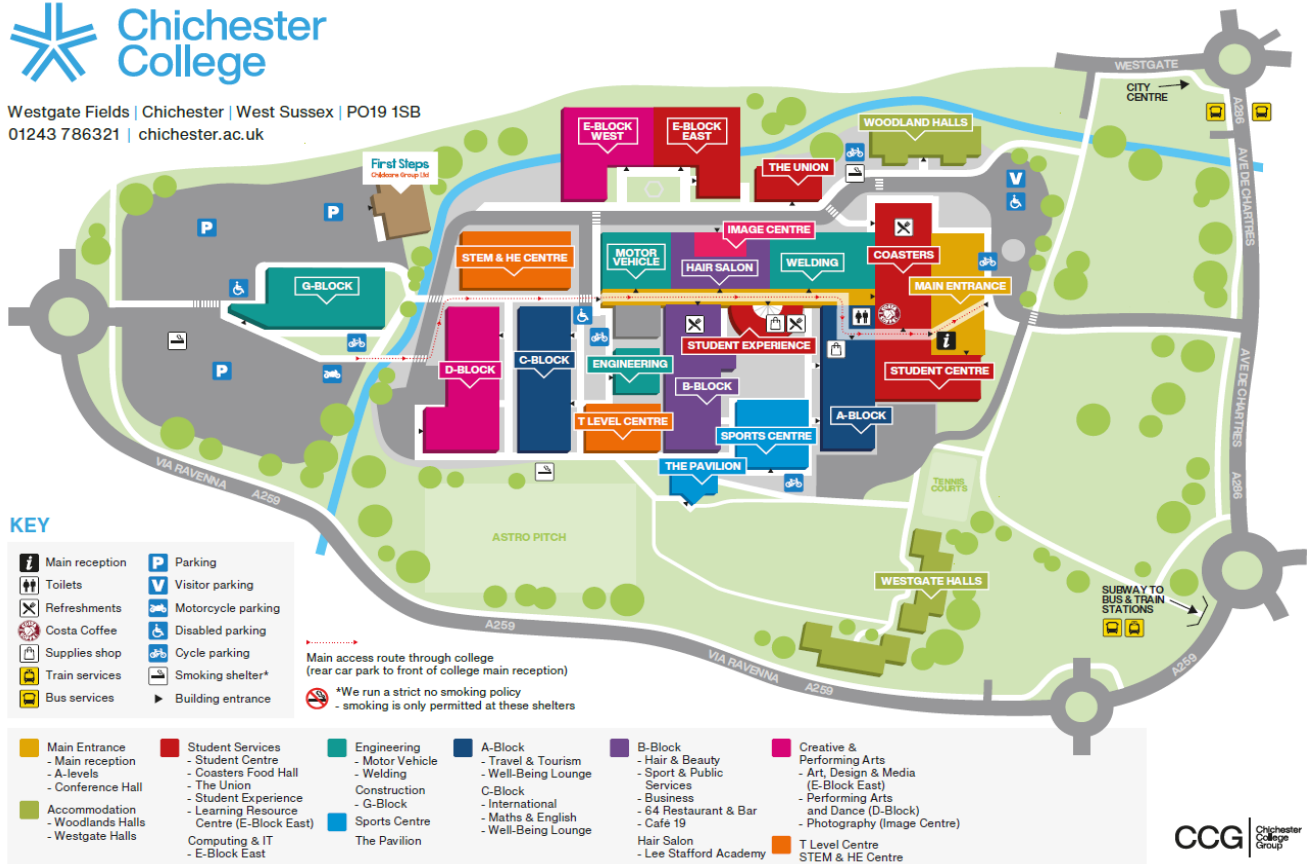 Chichester
College
Westgate Fields | Chichester | West Sussex | PO19 1SB
01243 786321 | chichester.ac.uk
WESTGATE
CITY
CENTRE
A286
AVE DE CHARTRES
E-BLOCK
WEST
E-BLOCK
EAST
WOODLAND HALLS
THE UNION
V
First Steps
Childcare Group Ltd
P
P
IMAGE CENTRE
MOTOR
VEHICLE
HAIR SALON
WELDING
COASTERS
STEM & HE CENTRE
G-BLOCK
MAIN ENTRANCE
STUDENT EXPERIENCE
i
C-BLOCK
ENGINEERING
D-BLOCK
P
B-BLOCK
STUDENT CENTRE
A-BLOCK
T LEVEL CENTRE
SPORTS CENTRE
THE PAVILION
AVE DE CHARTRES
A286
VIA RAVENNA
A259
TENNIS
COURTS
ASTRO PITCH
WESTGATE HALLS
SUBWAY TO
BUS & TRAIN
STATIONS
A259
VIA RAVENNA
A259
A259
KEY
i Main reception
P Parking
Toilets
V Visitor parking
Refreshments
Motorcycle parking
Costa Coffee
Disabled parking
Supplies shop
Cycle parking
Train services
Smoking shelter*
Bus services
Building entrance
Main access route through college
(rear car park to front of college main reception)
*We run a strict no smoking policy
- smoking is only permitted at these shelters
Main Entrance
- Main reception
- A-levels
- Conference Hall
Accommodation
- Woodlands Halls
- Westgate Halls
Student Services
- Student Centre
- Coasters Food Hall
- The Union
- Student Experience
- Learning Resource
Centre (E-Block East)
Computing & IT
- E-Block East
Engineering
- Motor Vehicle
- Welding
Construction
- G-Block
Sports Centre
The Pavilion
A-Block
- Travel & Tourism
- Well-Being Lounge
C-Block
- International
- Maths & English
- Well-Being Lounge
B-Block
- Hair & Beauty
- Sport & Public
Services
- Business
- 64 Restaurant & Bar
- Café 19
Hair Salon
- Lee Stafford Academy
Creative &
Performing Arts
- Art, Design & Media
(E-Block East)
- Performing Arts
and Dance (D-Block)
- Photography (Image Centre)
T Level Centre
STEM & HE Centre
CCG
Chichester
College
Group